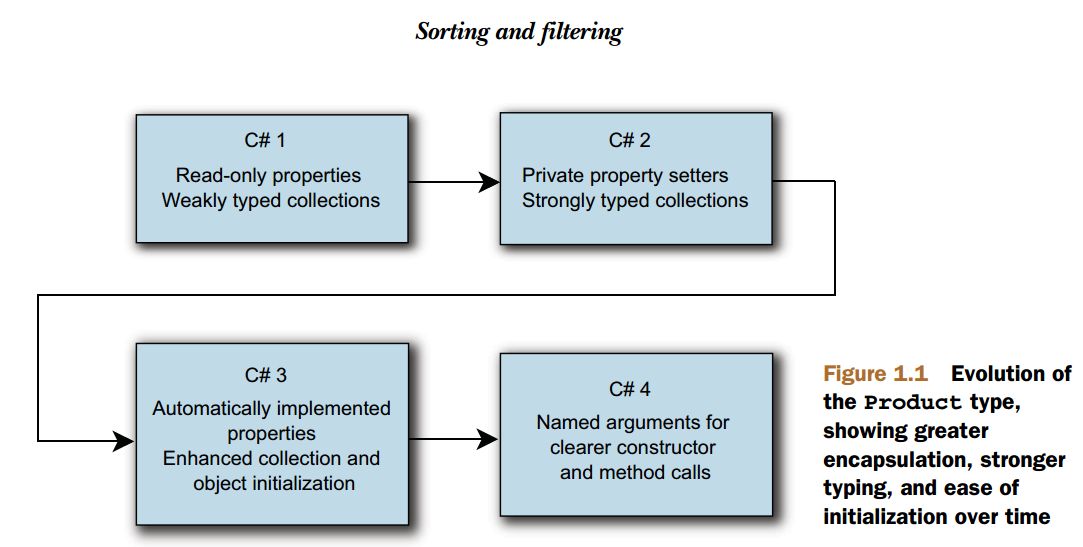 Sorting and filtering
C# 1
Read-only properties
Weakly typed collections
C# 2
Private property setters
Strongly typed collections
C# 3
Automatically implemented
properties
Enhanced collection and
object initialization
C# 4
Named arguments for
clearer constructor
and method calls
Figure 1.1 Evolution of
the Product type,
showing greater
encapsulation, stronger
typing, and ease of
initialization over time